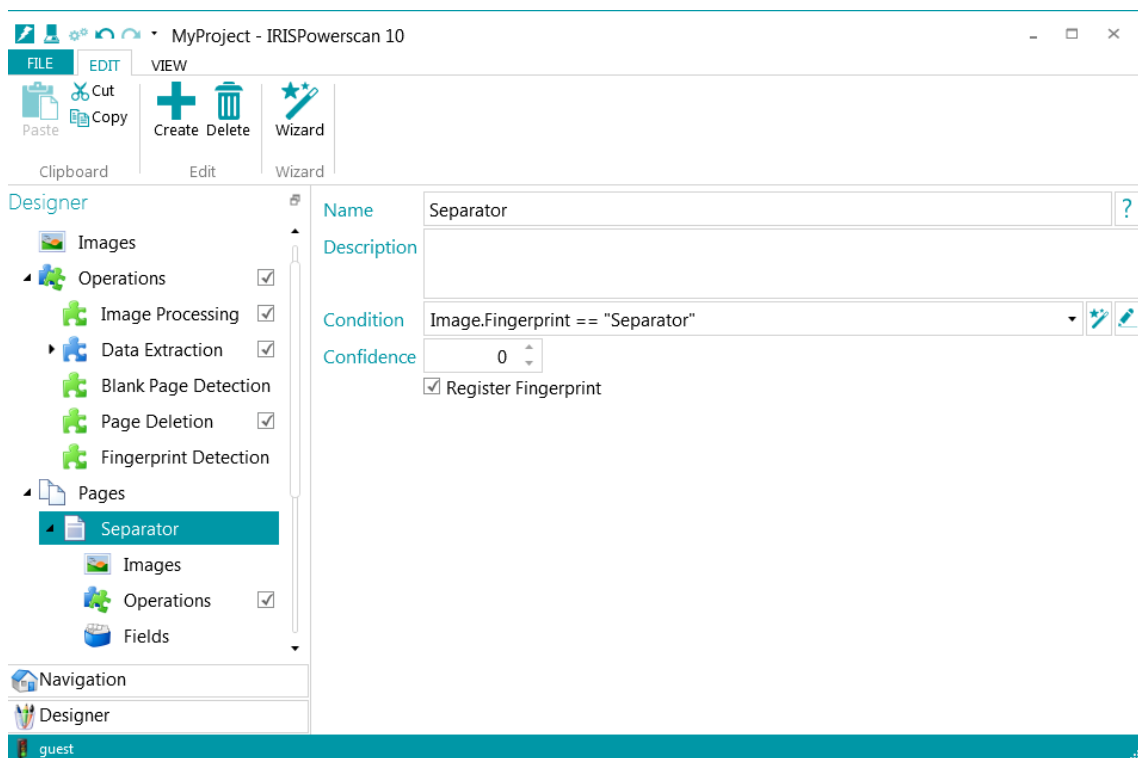 MyProject - IRISPowerscan 10
FILE EDIT VIEW
Paste
Cut
Copy
Create Delete
Wizard
Clipboard Edit Wizard
Designer
Images
Operations
Image Processing
Data Extraction
Blank Page Detection
Page Deletion
Fingerprint Detection
Pages
Separator
Images
Operations
Fields
Navigation
Designer
Name Separator ?
Description
Condition Image.Fingerprint == "Separator"
Confidence 0
Register Fingerprint
guest